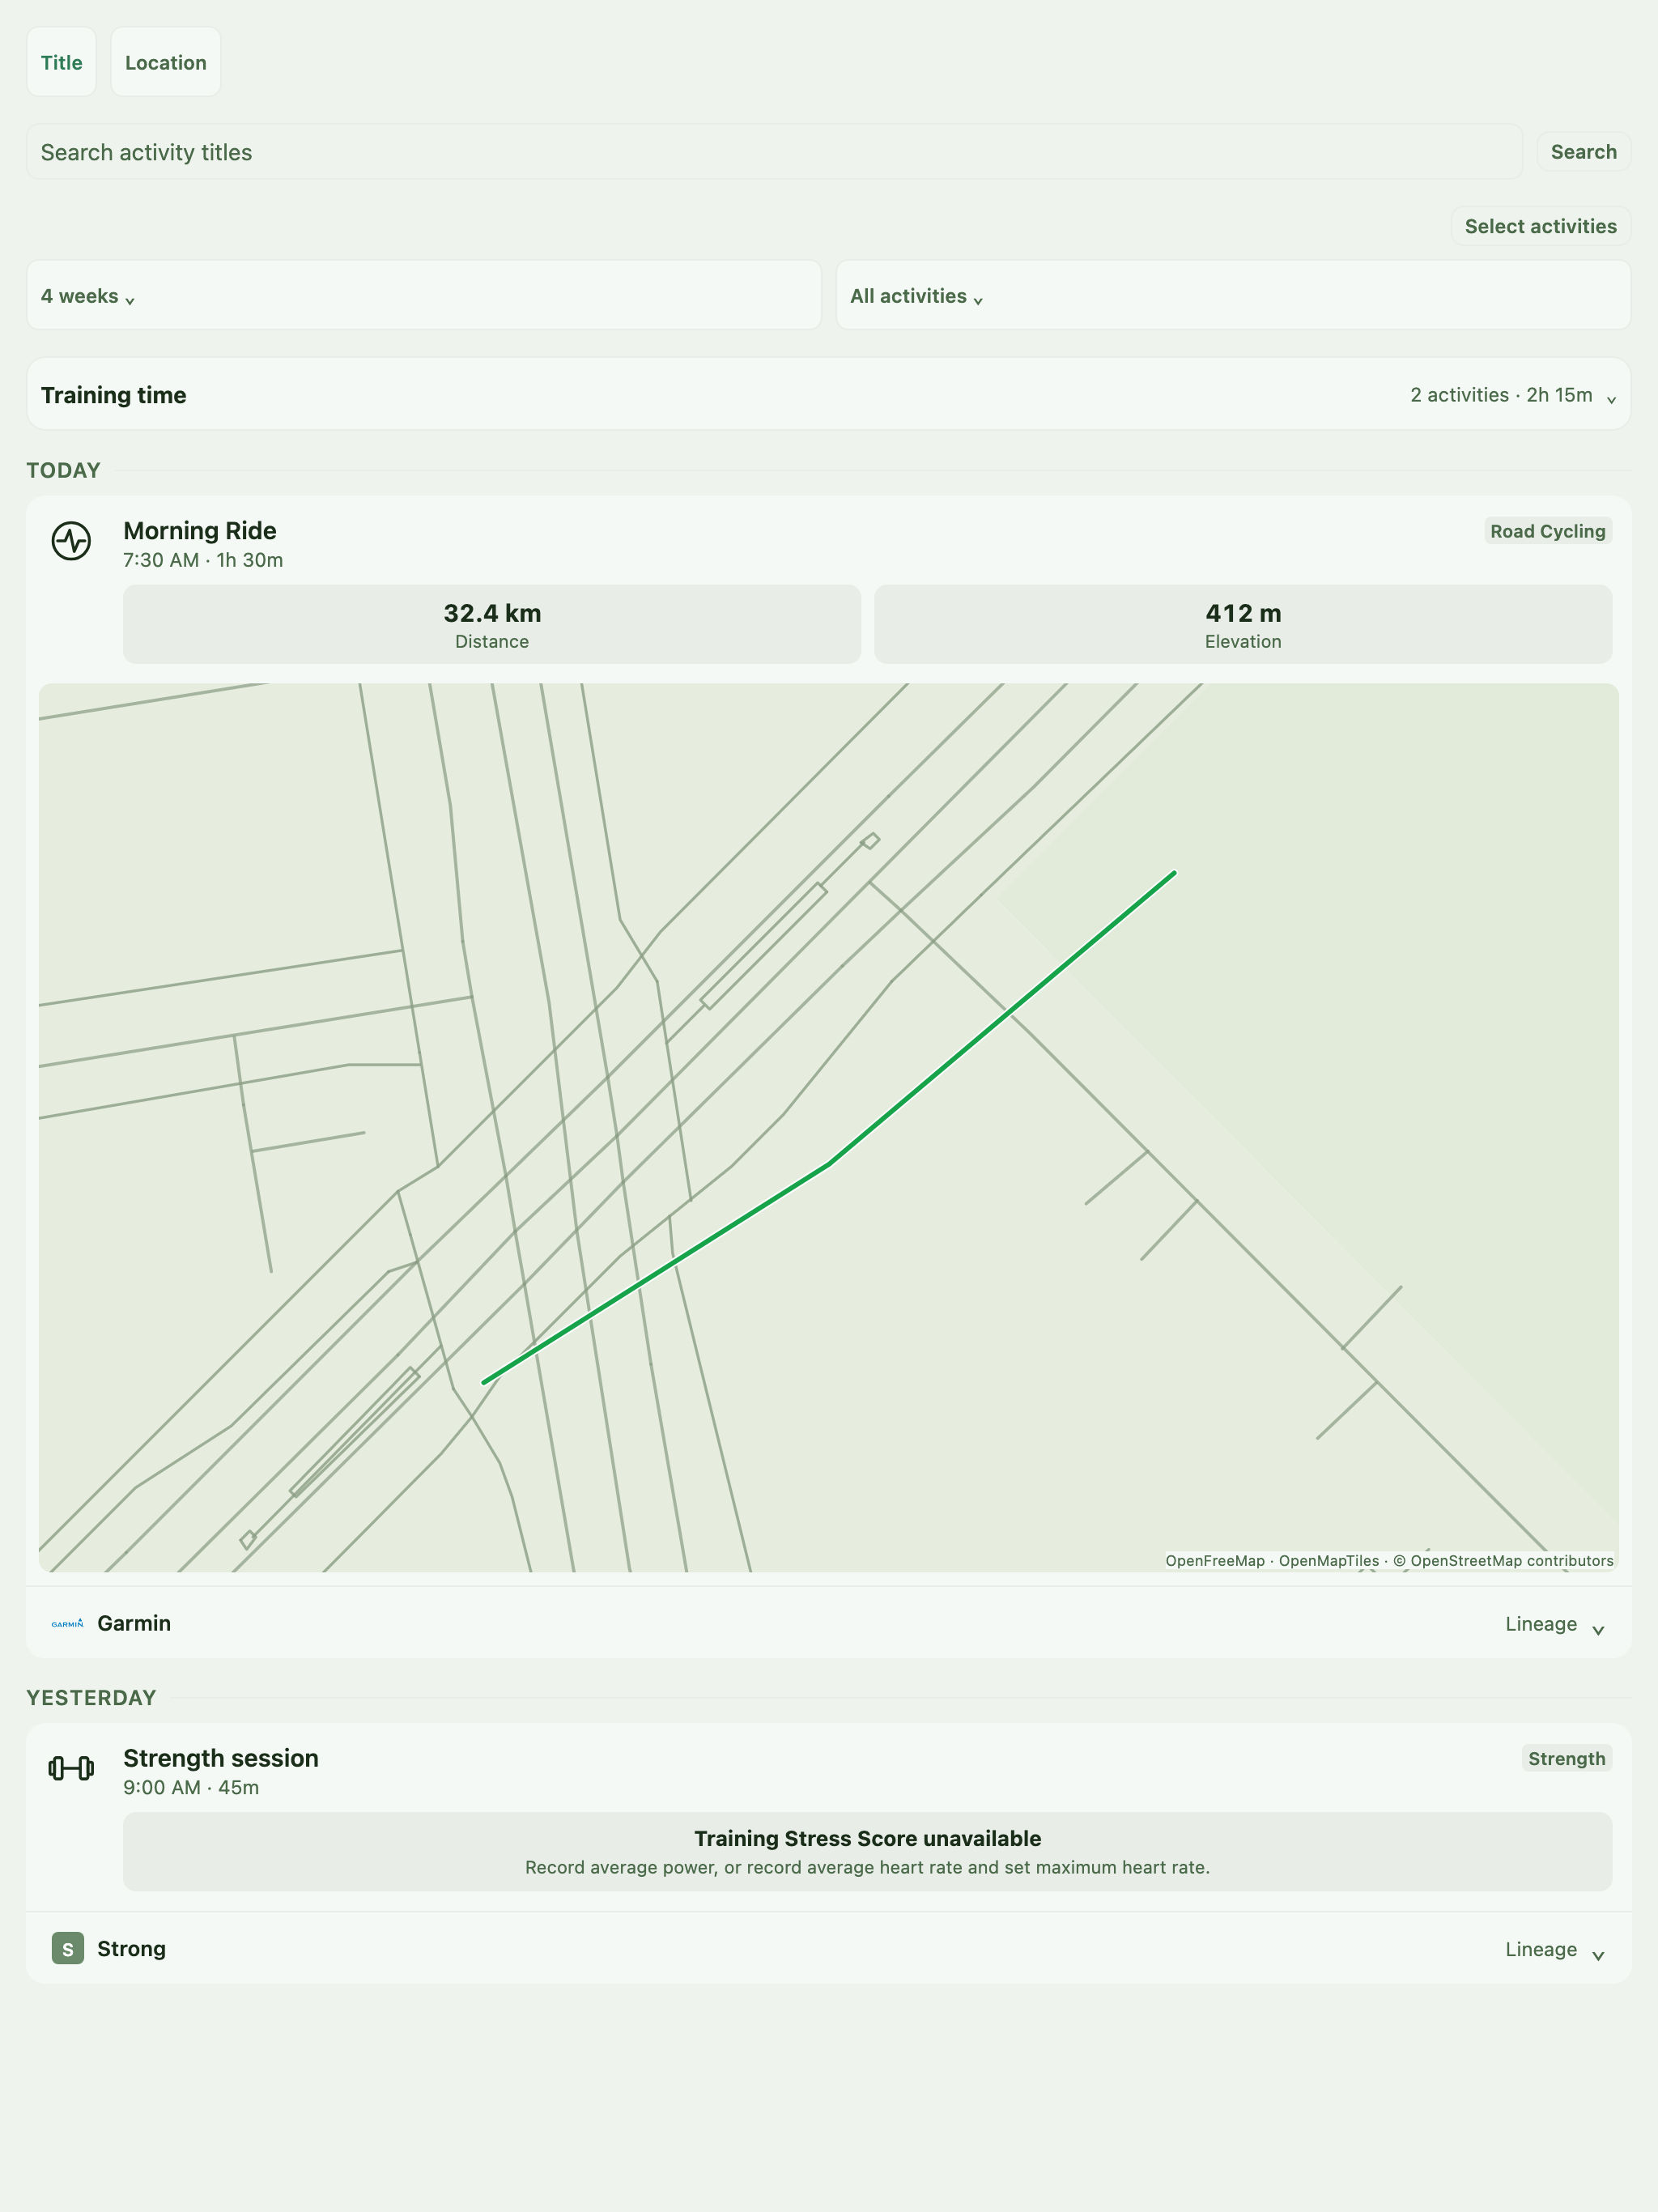 Title
Location
Search activity titles
Search
Select activities
4 weeks
All activities
Training time
2 activities · 2h 15m
TODAY
Morning Ride
Road Cycling
7:30 AM · 1h 30m
32.4 km
Distance
412 m
Elevation
OpenFreeMap · OpenMapTiles · © OpenStreetMap contributors
GARMIN
Garmin
Lineage
YESTERDAY
Strength session
Strength
9:00 AM · 45m
Training Stress Score unavailable
Record average power, or record average heart rate and set maximum heart rate.
S
Strong
Lineage